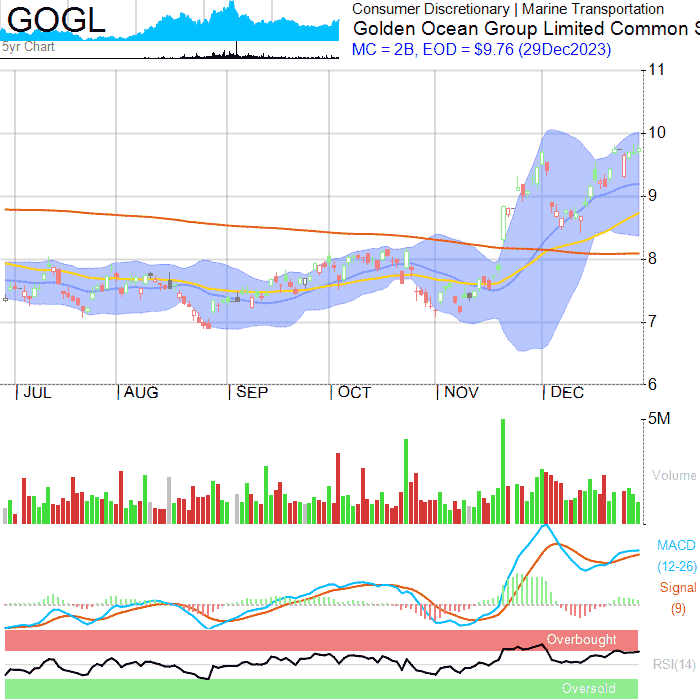 GOGL
5yr Chart
Consumer Discretionary | Marine Transportation
Golden Ocean Group Limited Common S
MC = 2B, EOD = $9.76 (29Dec2023)
11
10
9
8
7
6
JUL AUG SEP OCT NOV DEC
5M
Volume
MACD
(12-26)
Signal
(9)
Overbought
RSI(14)
Oversold